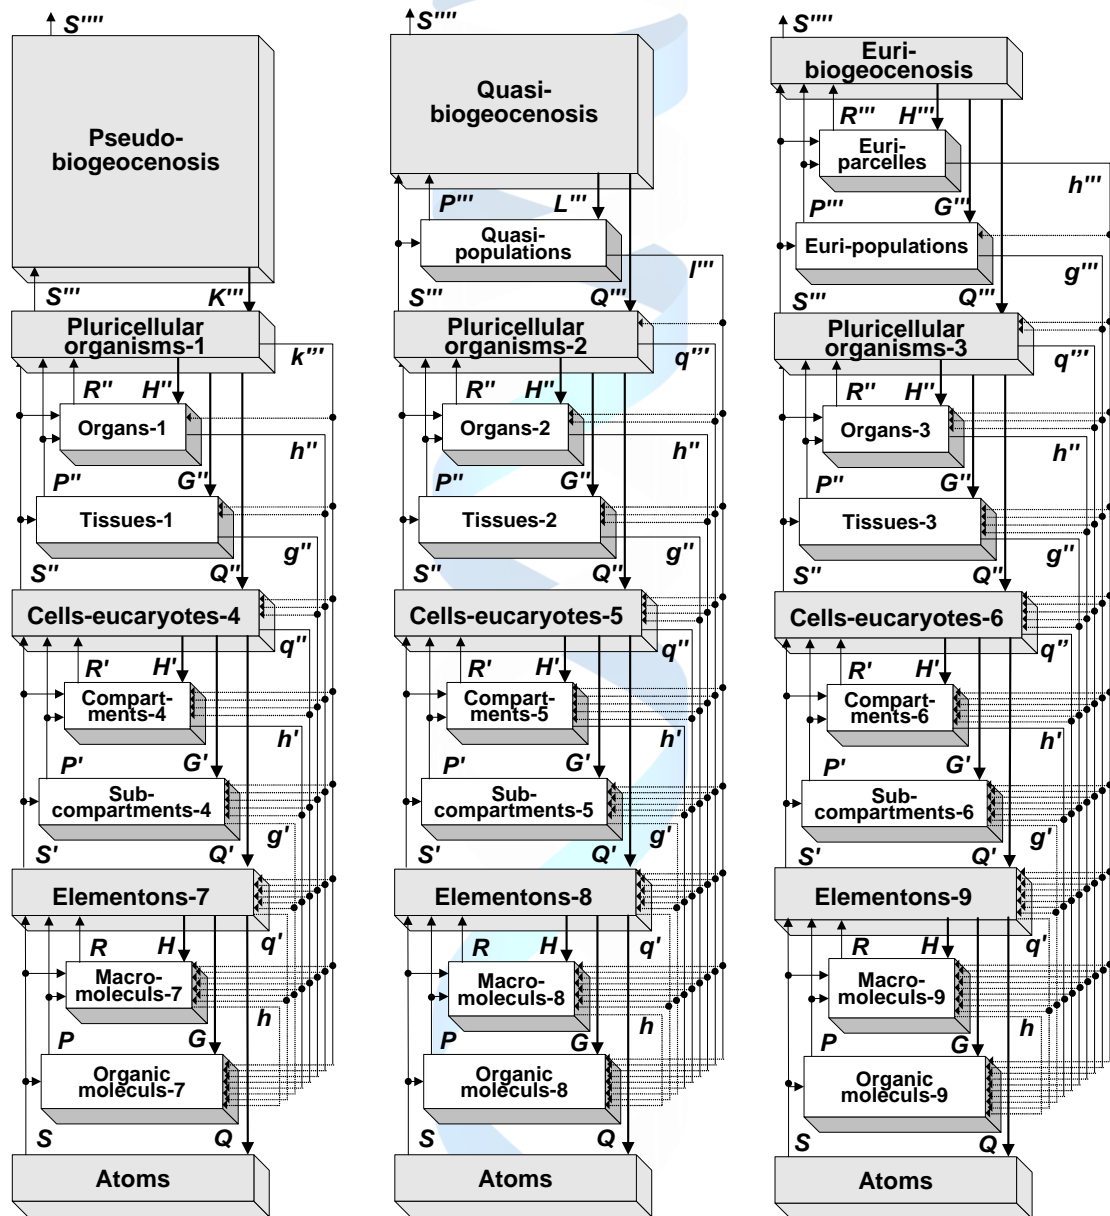 S''''
Pseudo-
biogeocenosis
S'''
K'''
Pluricellular
organisms-1
k'''
R''
H''
Organs-1
h''
P''
G''
Tissues-1
g''
S''
Q''
Cells-eucaryotes-4
q''
R'
H'
Compart-
ments-4
h'
P'
G'
Sub-
compartments-4
g'
S'
Q'
Elementons-7
q'
R
H
Macro-
moleculs-7
h
P
G
Organic
moleculs-7
S
Q
Atoms
S''''
Quasi-
biogeocenosis
P'''
L'''
Quasi-
populations
l'''
S'''
Q'''
Pluricellular
organisms-2
q'''
R''
H''
Organs-2
h''
P''
G''
Tissues-2
g''
S''
Q''
Cells-eucaryotes-5
q''
R'
H'
Compart-
ments-5
h'
P'
G'
Sub-
compartments-5
g'
S'
Q'
Elementons-8
q'
R
H
Macro-
moleculs-8
h
P
G
Organic
moleculs-8
S
Q
Atoms
S''''
Euri-
biogeocenosis
R'''
H'''
Euri-
parcelles
h'''
P'''
G'''
Euri-populations
g'''
S'''
Q'''
Pluricellular
organisms-3
q'''
R''
H''
Organs-3
h''
P''
G''
Tissues-3
g''
S''
Q''
Cells-eucaryotes-6
q''
R'
H'
Compart-
ments-6
h'
P'
G'
Sub-
compartments-6
g'
S'
Q'
Elementons-9
q'
R
H
Macro-
moleculs-9
h
P
G
Organic
moleculs-9
S
Q
Atoms